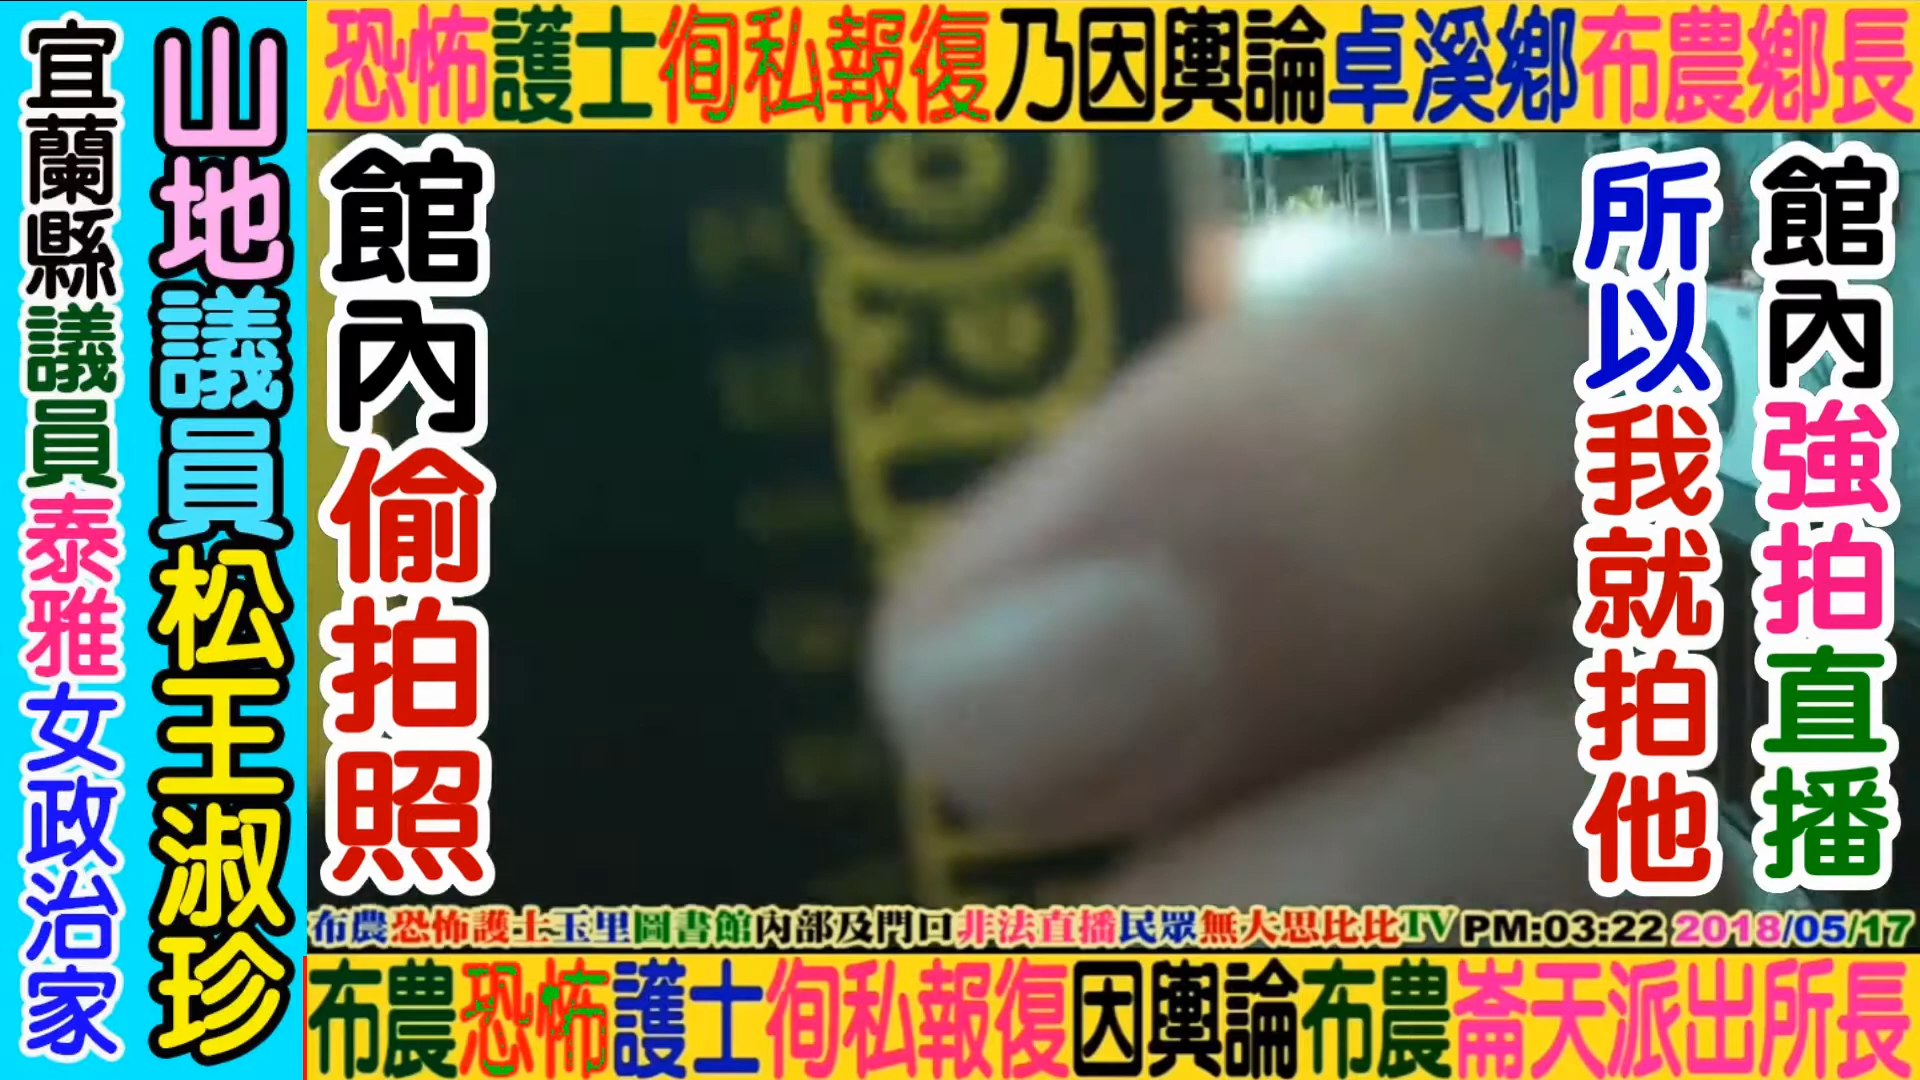 恐怖護士徇私報復乃因輿論卓溪鄉布農鄉長
宜蘭縣議員泰雅女政治家
山地議員松王淑珍
館內偷拍照
館內強拍直播
所以我就拍他
布農恐怖護士玉里圖書館內部及門口非法直播民眾無大思比比TV PM:03:22 2018/05/17
布農恐怖護士徇私報復因輿論布農崙天派出所長